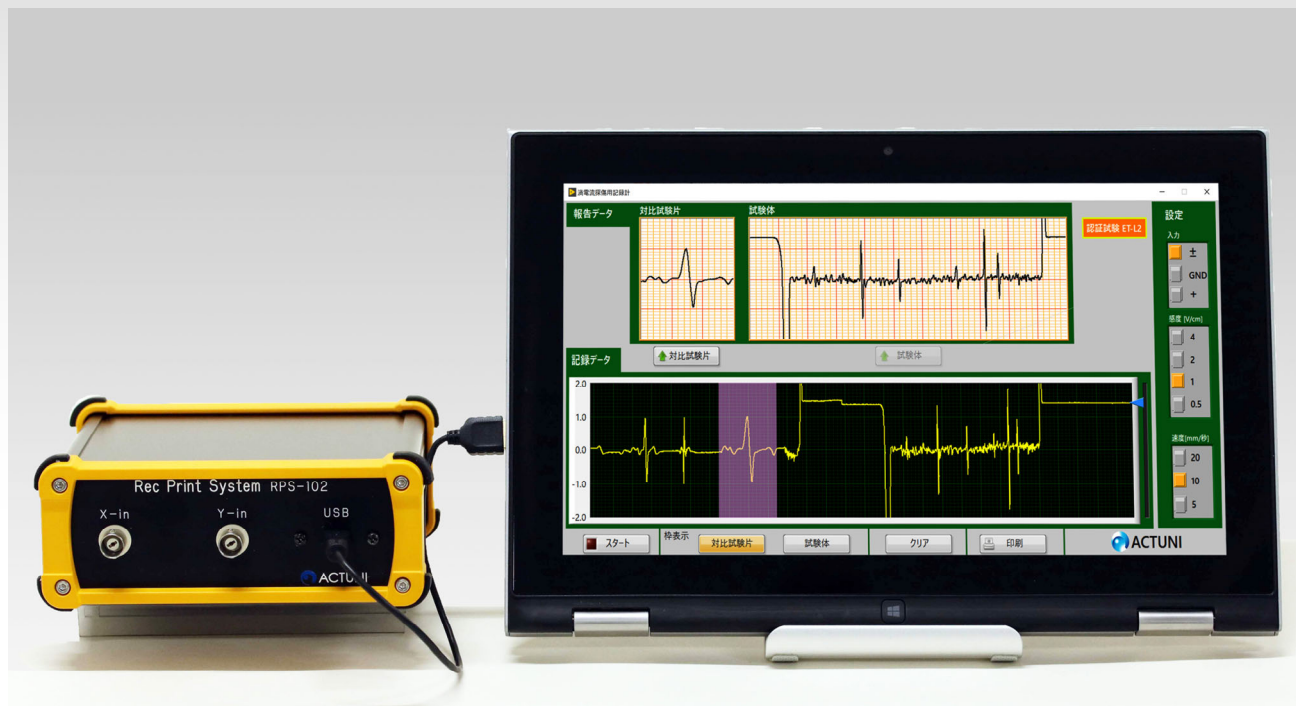 Rec Print System RPS-102
X-in
Y-in
USB
ACTUNI
渦電流探傷用記録計
報告データ
対比試験片
試験体
認証試験 ET-L2
設定
入力
±
GND
+
感度 [V/cm]
4
2
1
0.5
速度[mm/秒]
20
10
5
対比試験片
試験体
記録データ
2.0
1.0
0.0
-1.0
-2.0
スタート
枠表示
対比試験片
試験体
クリア
印刷
ACTUNI